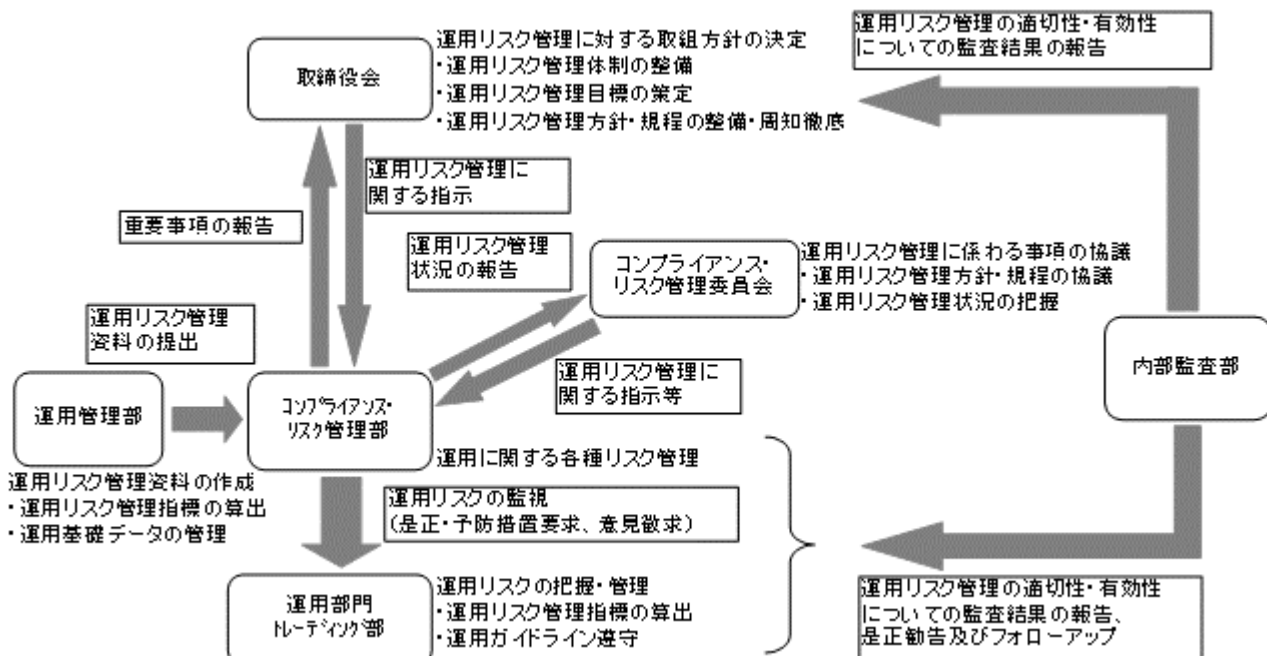 運用リスク管理に対する取組方針の決定
・運用リスク管理体制の整備
・運用リスク管理目標の策定
・運用リスク管理方針・規程の整備・周知徹底
取締役会
運用リスク管理の適切性・有効性
についての監査結果の報告
運用リスク管理に
関する指示
重要事項の報告
運用リスク管理
状況の報告
コンプライアンス・
リスク管理委員会
運用リスク管理に係わる事項の協議
・運用リスク管理方針・規程の協議
・運用リスク管理状況の把握
運用リスク管理
資料の提出
運用リスク管理に
関する指示等
内部監査部
運用管理部
コンプライアンス・
リスク管理部
運用に関する各種リスク管理
運用リスク管理資料の作成
・運用リスク管理指標の算出
・運用基礎データの管理
運用リスクの監視
(是正・予防措置要求、意見徴求)
運用部門
トレーディング部
運用リスクの把握・管理
・運用リスク管理指標の算出
・運用ガイドライン遵守
運用リスク管理の適切性・有効性
についての監査結果の報告、
是正勧告及びフォローアップ